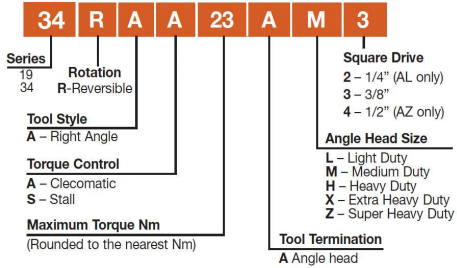 34 R A A 23 A M 3
Series
19
34
Rotation
R-Reversible
Tool Style
A – Right Angle
Torque Control
A – Clecomatic
S – Stall
Maximum Torque Nm
(Rounded to the nearest Nm)
Square Drive
2 – 1/4” (AL only)
3 – 3/8”
4 – 1/2” (AZ only)
Angle Head Size
L – Light Duty
M – Medium Duty
H – Heavy Duty
X – Extra Heavy Duty
Z – Super Heavy Duty
Tool Termination
A Angle head